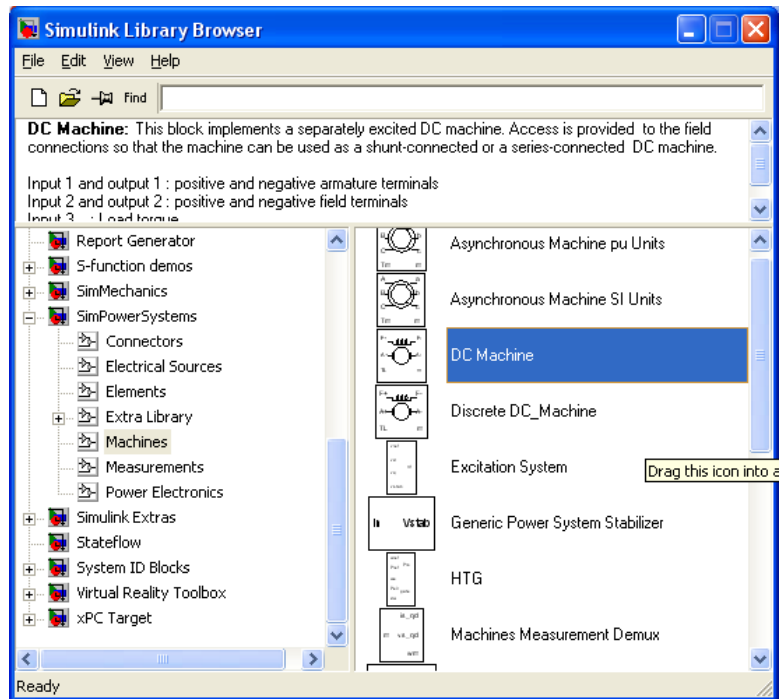 Simulink Library Browser
File Edit View Help
Find
DC Machine: This block implements a separately excited DC machine. Access is provided to the field
connections so that the machine can be used as a shunt-connected or a series-connected DC machine.
Input 1 and output 1 : positive and negative armature terminals
Input 2 and output 2 : positive and negative field terminals
Input 3 : Load torque
Report Generator
S-function demos
SimMechanics
SimPowerSystems
Connectors
Electrical Sources
Elements
Extra Library
Machines
Measurements
Power Electronics
Simulink Extras
Stateflow
System ID Blocks
Virtual Reality Toolbox
xPC Target
Asynchronous Machine pu Units
Asynchronous Machine SI Units
DC Machine
Discrete DC_Machine
Excitation System
Drag this icon into a
In Vstab
Generic Power System Stabilizer
HTG
Machines Measurement Demux
Ready